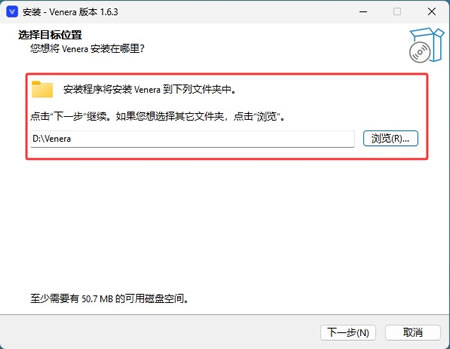 安装 - Venera 版本 1.6.3
选择目标位置
您想将 Venera 安装在哪里?
安装程序将安装 Venera 到下列文件夹中。
点击“下一步”继续。如果您想选择其它文件夹，点击“浏览”。
D:\Venera
浏览(R)...
至少需要有 50.7 MB 的可用磁盘空间。
下一步(N)
取消